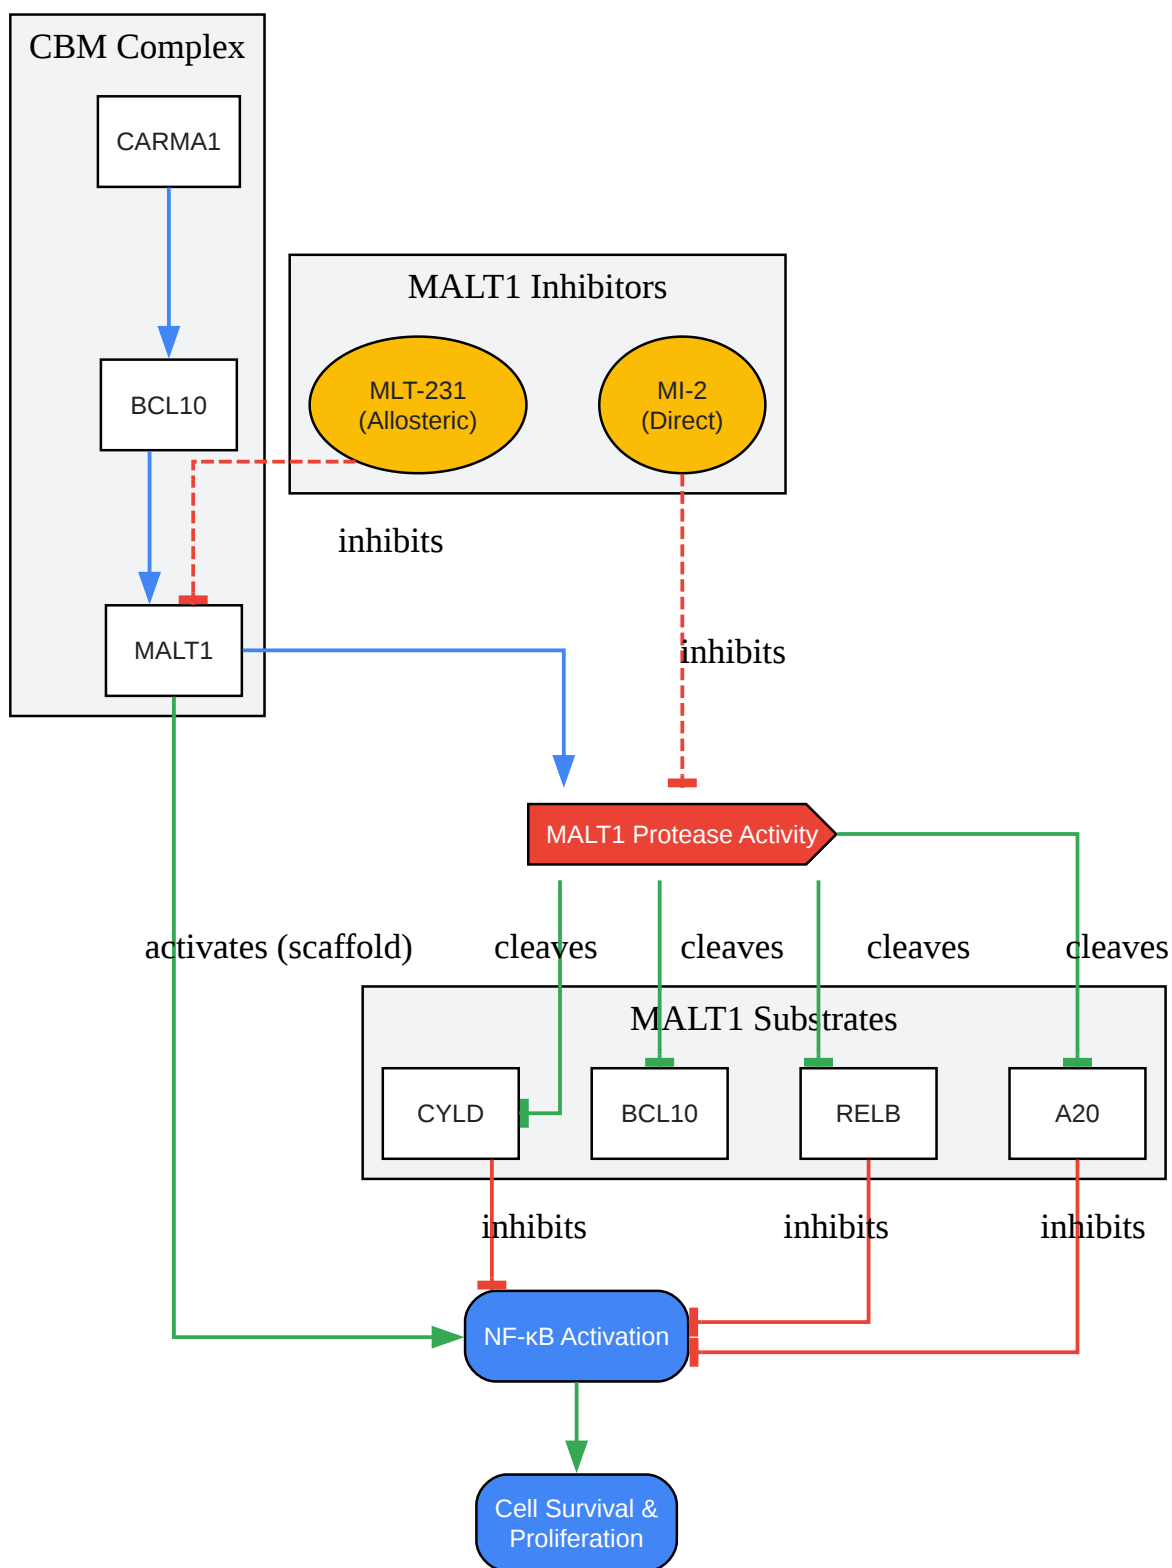 CBM Complex
CARMA1
MALT1 Inhibitors
MLT-231
(Allosteric)
MI-2
(Direct)
BCL10
inhibits
inhibits
MALT1
MALT1 Protease Activity
activates (scaffold)
cleaves
cleaves
cleaves
cleaves
MALT1 Substrates
CYLD
BCL10
RELB
A20
inhibits
inhibits
inhibits
NF-κB Activation
Cell Survival &
Proliferation